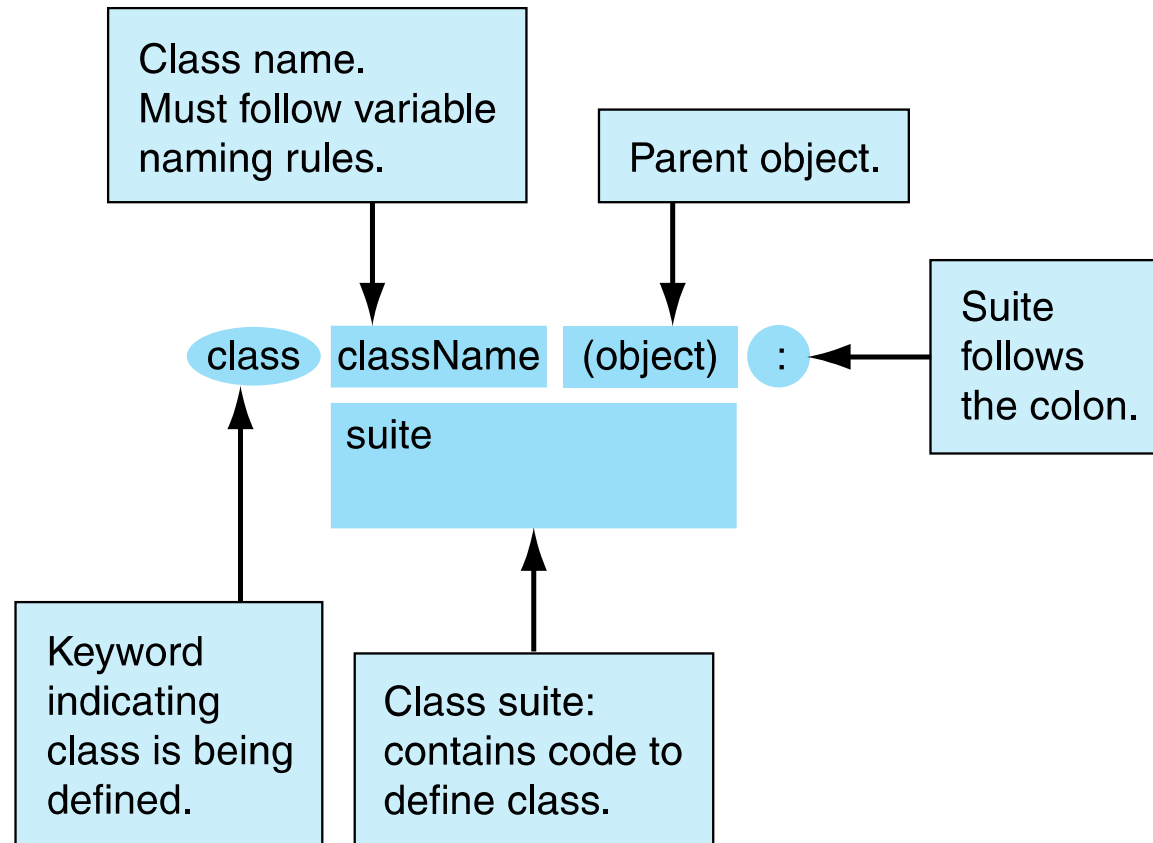 Class name.
Must follow variable
naming rules.
Parent object.
Suite
follows
the colon.
class className (object) :
suite
Keyword
indicating
class is being
defined.
Class suite:
contains code to
define class.